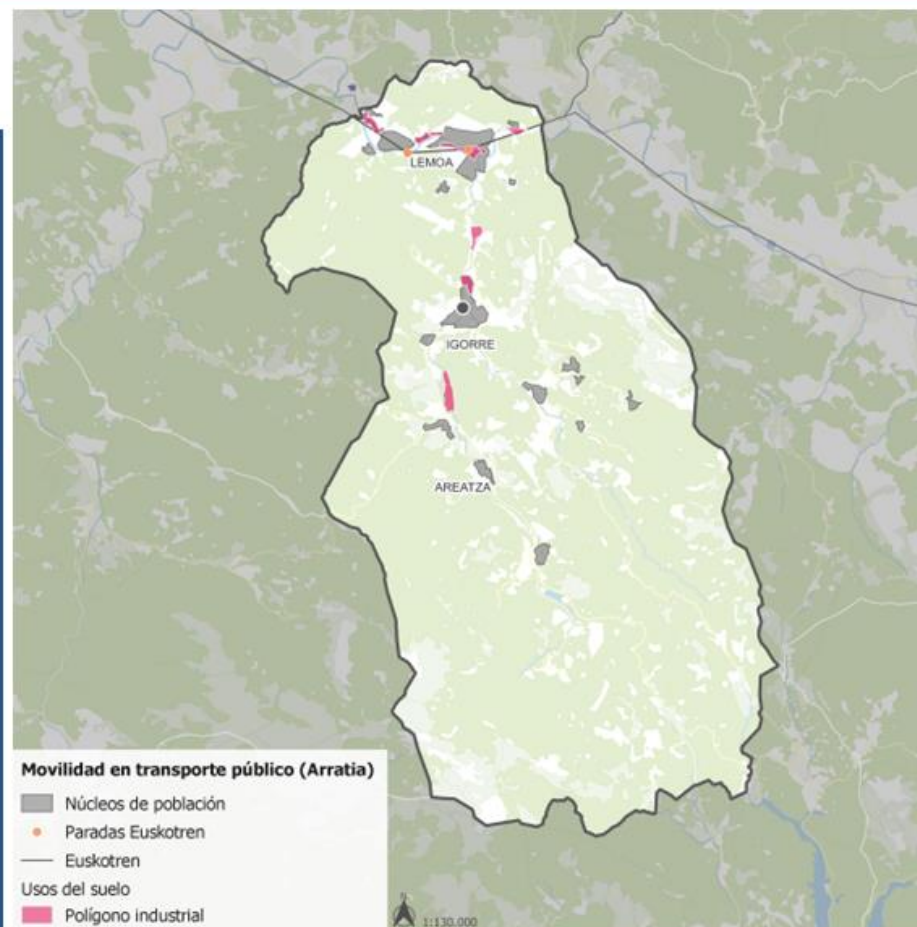 LEMOA
IGORRE
AREATZA
Movilidad en transporte público (Arratia)
Núcleos de población
Paradas Euskotren
Euskotren
Usos del suelo
Polígono industrial
N
1:130.000